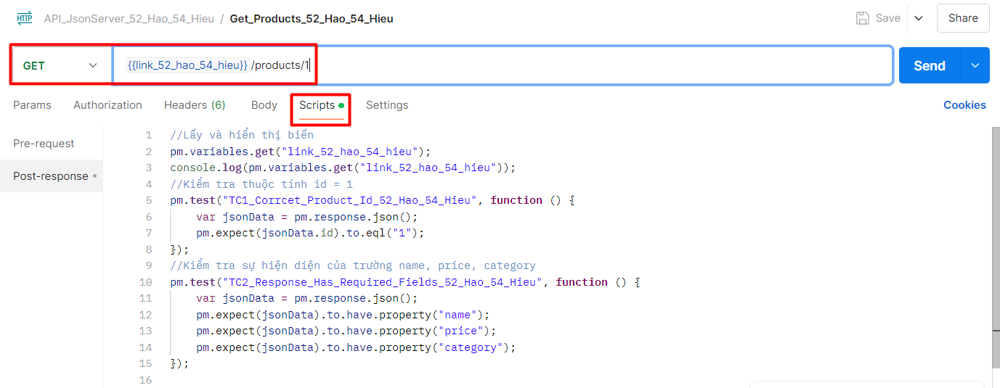 HTTP API_JsonServer_52_Hao_54_Hieu / Get_Products_52_Hao_54_Hieu Save Share
GET {{link_52_hao_54_hieu}} /products/1 Send
Params Authorization Headers (6) Body Scripts Settings Cookies
Pre-request
Post-response
1 //Lấy và hiển thị biến
2 pm.variables.get("link_52_hao_54_hieu");
3 console.log(pm.variables.get("link_52_hao_54_hieu"));
4 //Kiểm tra thuộc tính id = 1
5 pm.test("TC1_Corrcet_Product_Id_52_Hao_54_Hieu", function () {
6 var jsonData = pm.response.json();
7 pm.expect(jsonData.id).to.eql("1");
8 });
9 //Kiểm tra sự hiện diện của trường name, price, category
10 pm.test("TC2_Response_Has_Required_Fields_52_Hao_54_Hieu", function () {
11 var jsonData = pm.response.json();
12 pm.expect(jsonData).to.have.property("name");
13 pm.expect(jsonData).to.have.property("price");
14 pm.expect(jsonData).to.have.property("category");
15 });
16